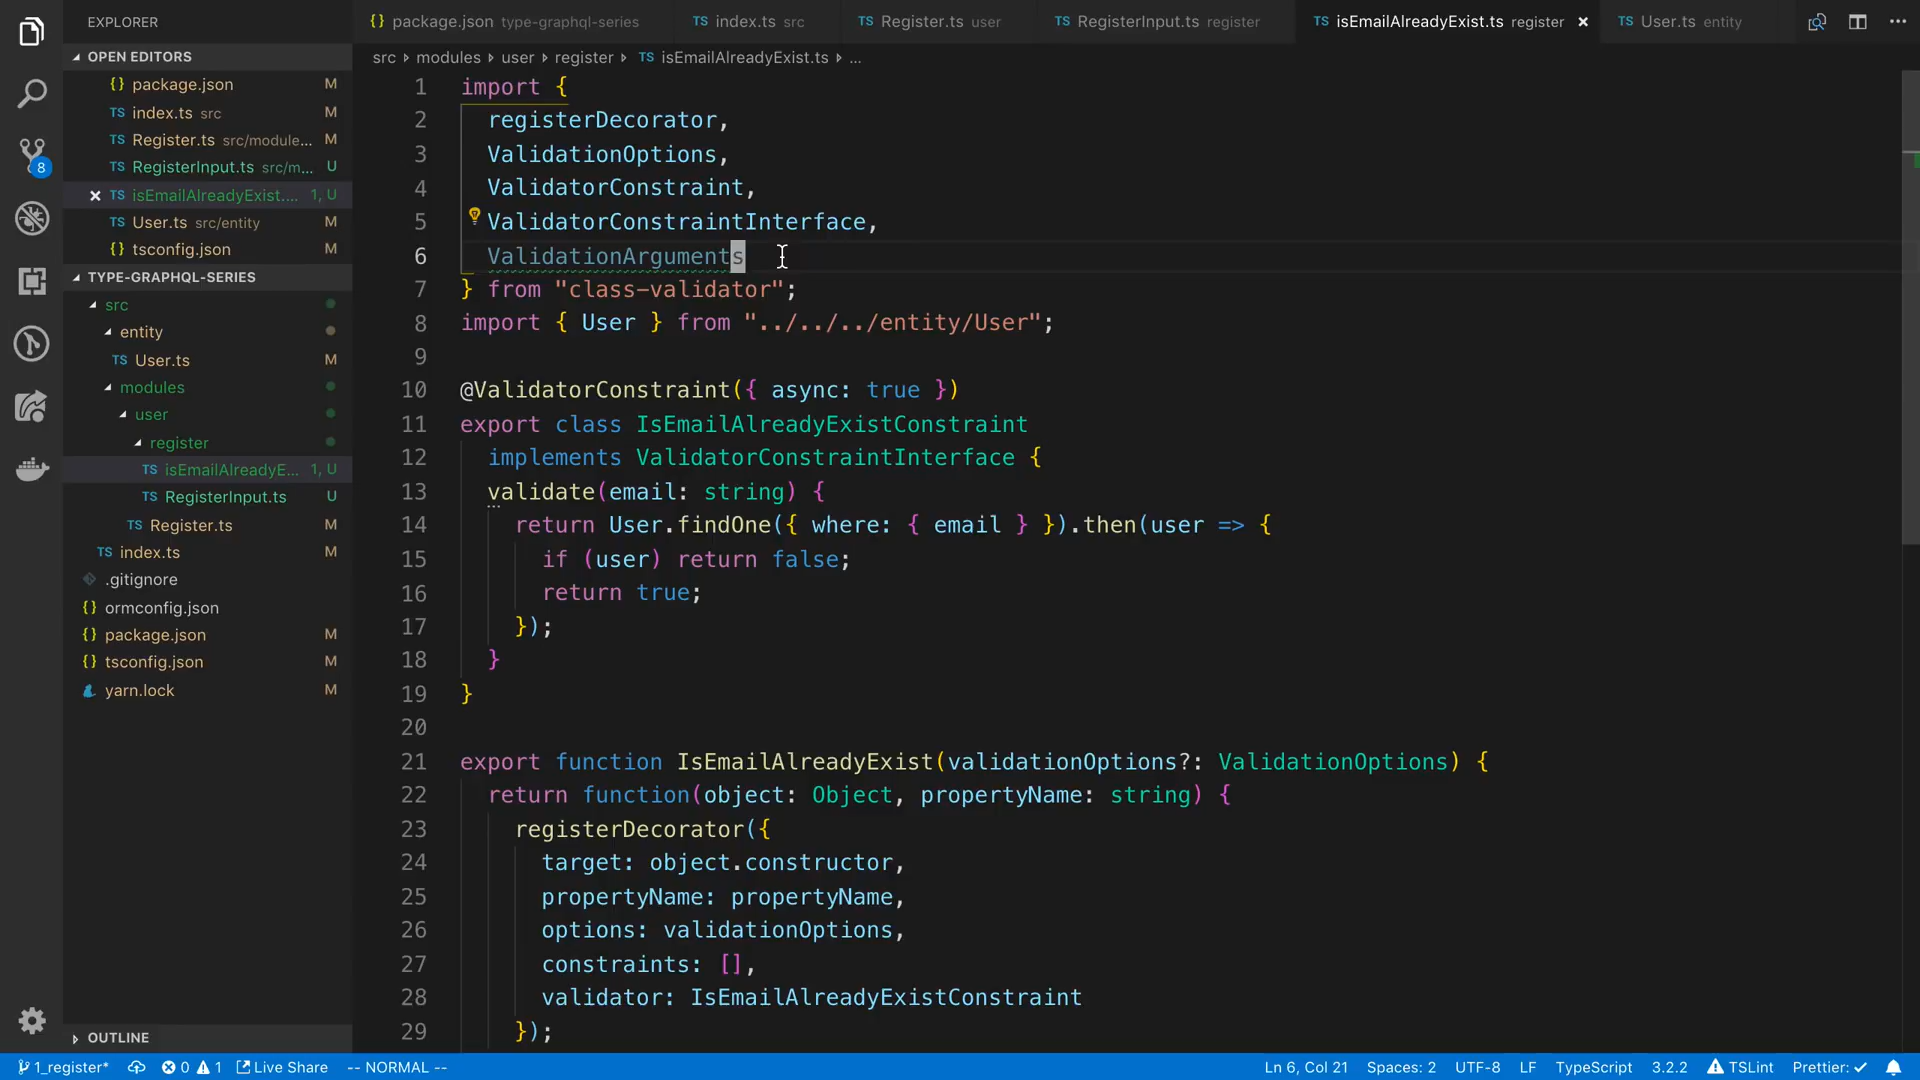 EXPLORER
OPEN EDITORS
{} package.json M
TS index.ts src M
TS Register.ts src/module... M
TS RegisterInput.ts src/m... U
× TS isEmailAlreadyExist.... 1, U
TS User.ts src/entity M
{} tsconfig.json M
TYPE-GRAPHQL-SERIES
src
entity
TS User.ts M
modules
user
register
TS isEmailAlreadyE... 1, U
TS RegisterInput.ts U
TS Register.ts M
TS index.ts M
.gitignore
{} ormconfig.json
{} package.json M
{} tsconfig.json M
yarn.lock M
OUTLINE
8
{} package.json type-graphql-series TS index.ts src TS Register.ts user TS RegisterInput.ts register TS isEmailAlreadyExist.ts register × TS User.ts entity
src modules user register TS isEmailAlreadyExist.ts ...
1 import {
2 registerDecorator,
3 ValidationOptions,
4 ValidatorConstraint,
5 ValidatorConstraintInterface,
6 ValidationArguments
7 } from "class-validator";
8 import { User } from "../../../entity/User";
9
10 @ValidatorConstraint({ async: true })
11 export class IsEmailAlreadyExistConstraint
12 implements ValidatorConstraintInterface {
13 validate(email: string) {
14 return User.findOne({ where: { email } }).then(user => {
15 if (user) return false;
16 return true;
17 });
18 }
19 }
20
21 export function IsEmailAlreadyExist(validationOptions?: ValidationOptions) {
22 return function(object: Object, propertyName: string) {
23 registerDecorator({
24 target: object.constructor,
25 propertyName: propertyName,
26 options: validationOptions,
27 constraints: [],
28 validator: IsEmailAlreadyExistConstraint
29 });
1_register* 0 1 Live Share -- NORMAL -- Ln 6, Col 21 Spaces: 2 UTF-8 LF TypeScript 3.2.2 TSLint Prettier: ✓